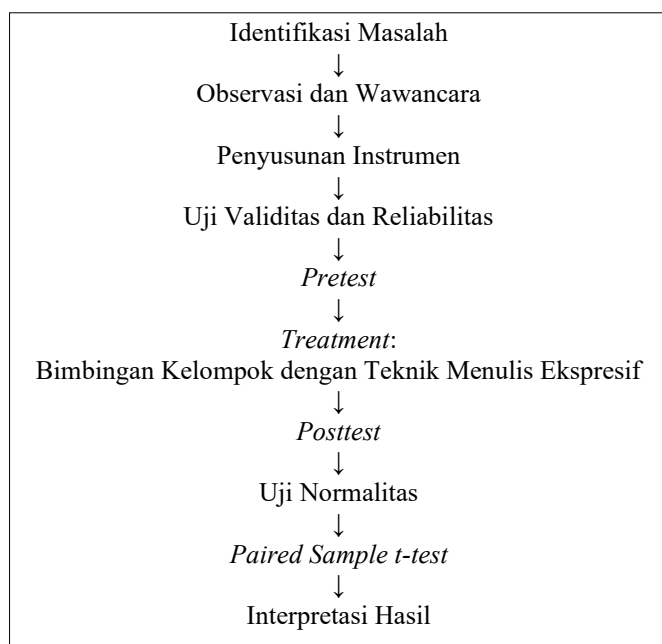 Identifikasi Masalah
↓
Observasi dan Wawancara
↓
Penyusunan Instrumen
↓
Uji Validitas dan Reliabilitas
↓
Pretest
↓
Treatment:
Bimbingan Kelompok dengan Teknik Menulis Ekspresif
↓
Posttest
↓
Uji Normalitas
↓
Paired Sample t-test
↓
Interpretasi Hasil